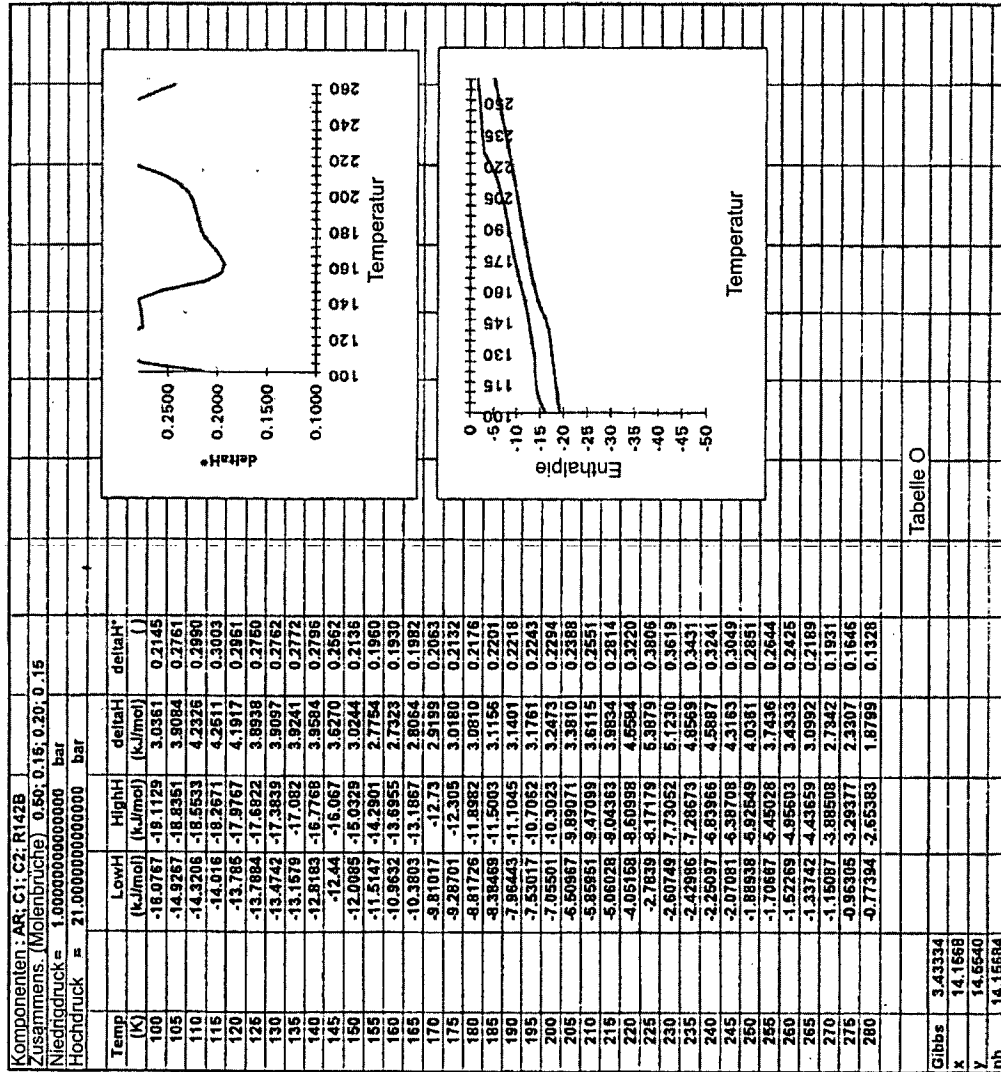 Komponenten : AR; C1; C2; R142B
Zusammens. (Molenbrüche) 0,50; 0,15; 0,20; 0,15
Niedrigdruck = 1.00000000000000 bar
Hochdruck = 21.00000000000000 bar
Temp LowH HighH deltaH deltaH*
(K) (kJ/mol) (kJ/mol) (kJ/mol) ( )
100 -16.0767 -19.1129 3.0361 0.2145
105 -14.9267 -18.8351 3.9084 0.2761
110 -14.3206 -18.5533 4.2326 0.2990
115 -14.016 -18.2671 4.2511 0.3003
120 -13.785 -17.9767 4.1917 0.2961
125 -13.7884 -17.6822 3.8938 0.2750
130 -13.4742 -17.3839 3.9097 0.2762
135 -13.1579 -17.082 3.9241 0.2772
140 -12.8183 -16.7768 3.9584 0.2796
145 -12.44 -16.067 3.6270 0.2562
150 -12.0085 -15.0329 3.0244 0.2136
155 -11.5147 -14.2901 2.7754 0.1960
160 -10.9632 -13.6955 2.7323 0.1930
165 -10.3803 -13.1867 2.8064 0.1982
170 -9.81017 -12.73 2.9199 0.2063
175 -9.28701 -12.305 3.0180 0.2132
180 -8.81726 -11.8982 3.0810 0.2176
185 -8.38469 -11.5003 3.1156 0.2201
190 -7.96443 -11.1045 3.1401 0.2218
195 -7.53017 -10.7062 3.1761 0.2243
200 -7.05501 -10.3023 3.2473 0.2294
205 -6.50967 -9.89071 3.3810 0.2388
210 -5.85951 -9.47099 3.6115 0.2551
215 -5.06028 -9.04363 3.9834 0.2814
220 -4.05158 -8.60998 4.5584 0.3220
225 -2.7839 -8.17179 5.3879 0.3806
230 -2.60749 -7.73052 5.1230 0.3619
235 -2.42986 -7.28673 4.8569 0.3431
240 -2.25097 -6.83966 4.5887 0.3241
245 -2.07081 -6.38708 4.3163 0.3049
250 -1.88938 -5.92549 4.0361 0.2851
255 -1.70667 -5.45028 3.7436 0.2644
260 -1.52269 -4.95603 3.4333 0.2425
265 -1.33742 -4.43659 3.0992 0.2189
270 -1.15087 -3.88508 2.7342 0.1931
275 -0.96305 -3.29377 2.3307 0.1646
280 -0.77394 -2.65383 1.8799 0.1328
Gibbs 3.43334
x 14.1568
y 14.5540
ph 14.15684
deltaH*
0.2500
0.2000
0.1500
0.1000
100 120 140 160 180 200 220 240 260
Temperatur
Enthalpie
0
-5
-10
-15
-20
-25
-30
-35
-40
-45
-50
100 115 130 145 160 175 190 205 220 235 250
Temperatur
Tabelle O